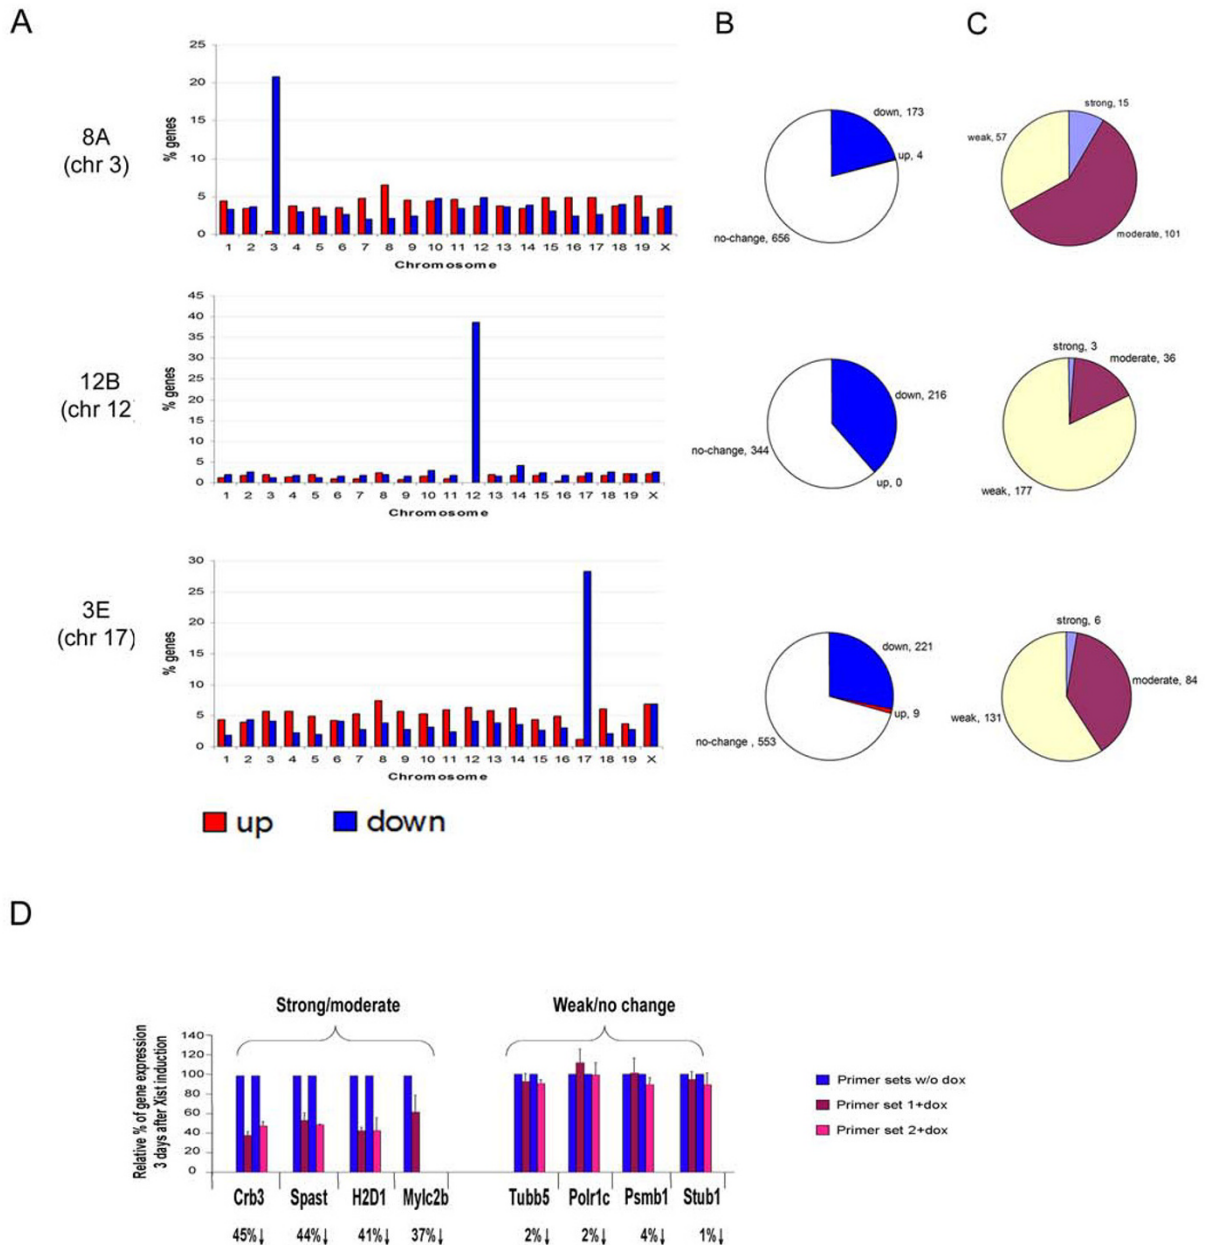 A
B
C
8A
(chr 3)
% genes
25
20
15
10
5
0
1 2 3 4 5 6 7 8 9 10 11 12 13 14 15 16 17 18 19 X
Chromosome
down, 173
up, 4
no-change, 656
strong, 15
weak, 57
moderate, 101
12B
(chr 12
% genes
45
40
35
30
25
20
15
10
5
0
1 2 3 4 5 6 7 8 9 10 11 12 13 14 15 16 17 18 19 X
Chromosome
down, 216
no-change, 344
up, 0
strong, 3
moderate, 36
weak, 177
3E
(chr 17)
% genes
30
25
20
15
10
5
0
1 2 3 4 5 6 7 8 9 10 11 12 13 14 15 16 17 18 19 X
Chromosome
down, 221
up, 9
no-change , 553
strong, 6
moderate, 84
weak, 131
up down
D
Strong/moderate Weak/no change
Relative % of gene expression
3 days after Xist induction
140
120
100
80
60
40
20
0
Crb3 Spast H2D1 Mylc2b Tubb5 Polr1c Psmb1 Stub1
45%↓ 44%↓ 41%↓ 37%↓ 2%↓ 2%↓ 4%↓ 1%↓
Primer sets w/o dox
Primer set 1+dox
Primer set 2+dox